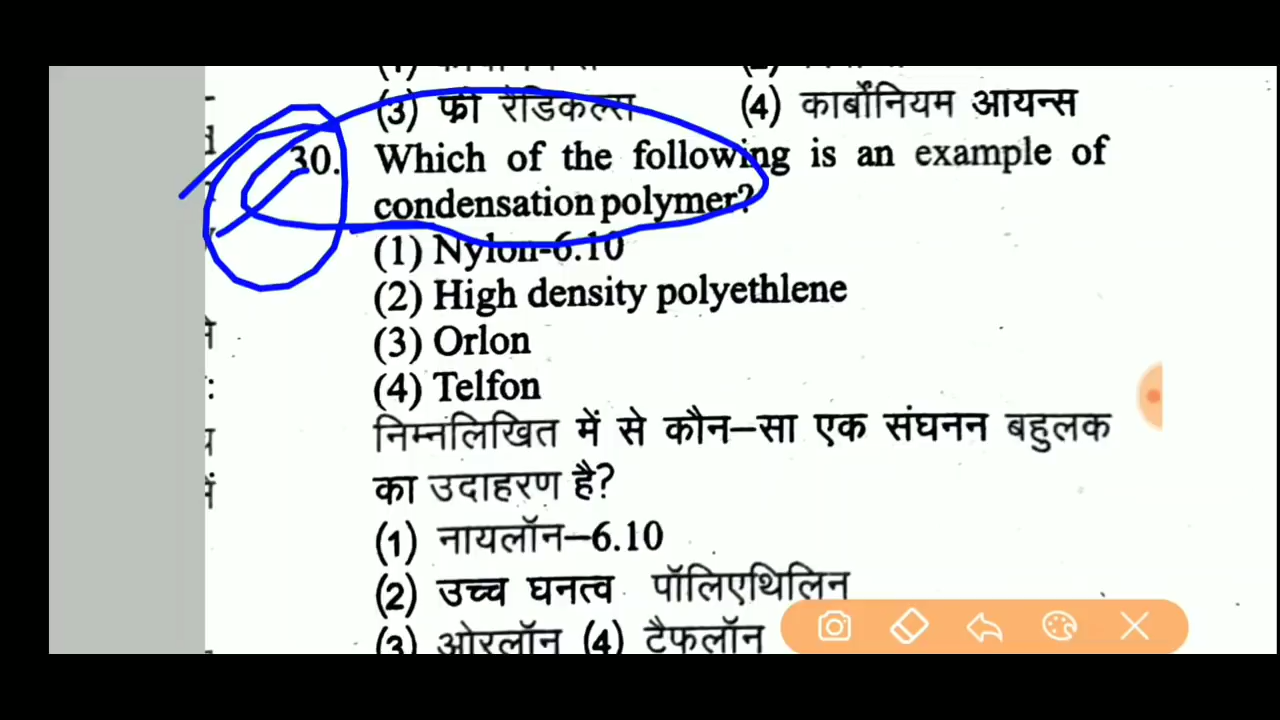 (3) फ्री रैडिकल्स (4) कार्बोनियम आयन्स
30. Which of the following is an example of
condensation polymer?
(1) Nylon-6.10
(2) High density polyethlene
(3) Orlon
(4) Telfon
निम्नलिखित में से कौन–सा एक संघनन बहुलक
का उदाहरण है?
(1) नायलॉन–6.10
(2) उच्च घनत्व पॉलिएथिलिन
(3) ओरलॉन (4) टैफलॉन